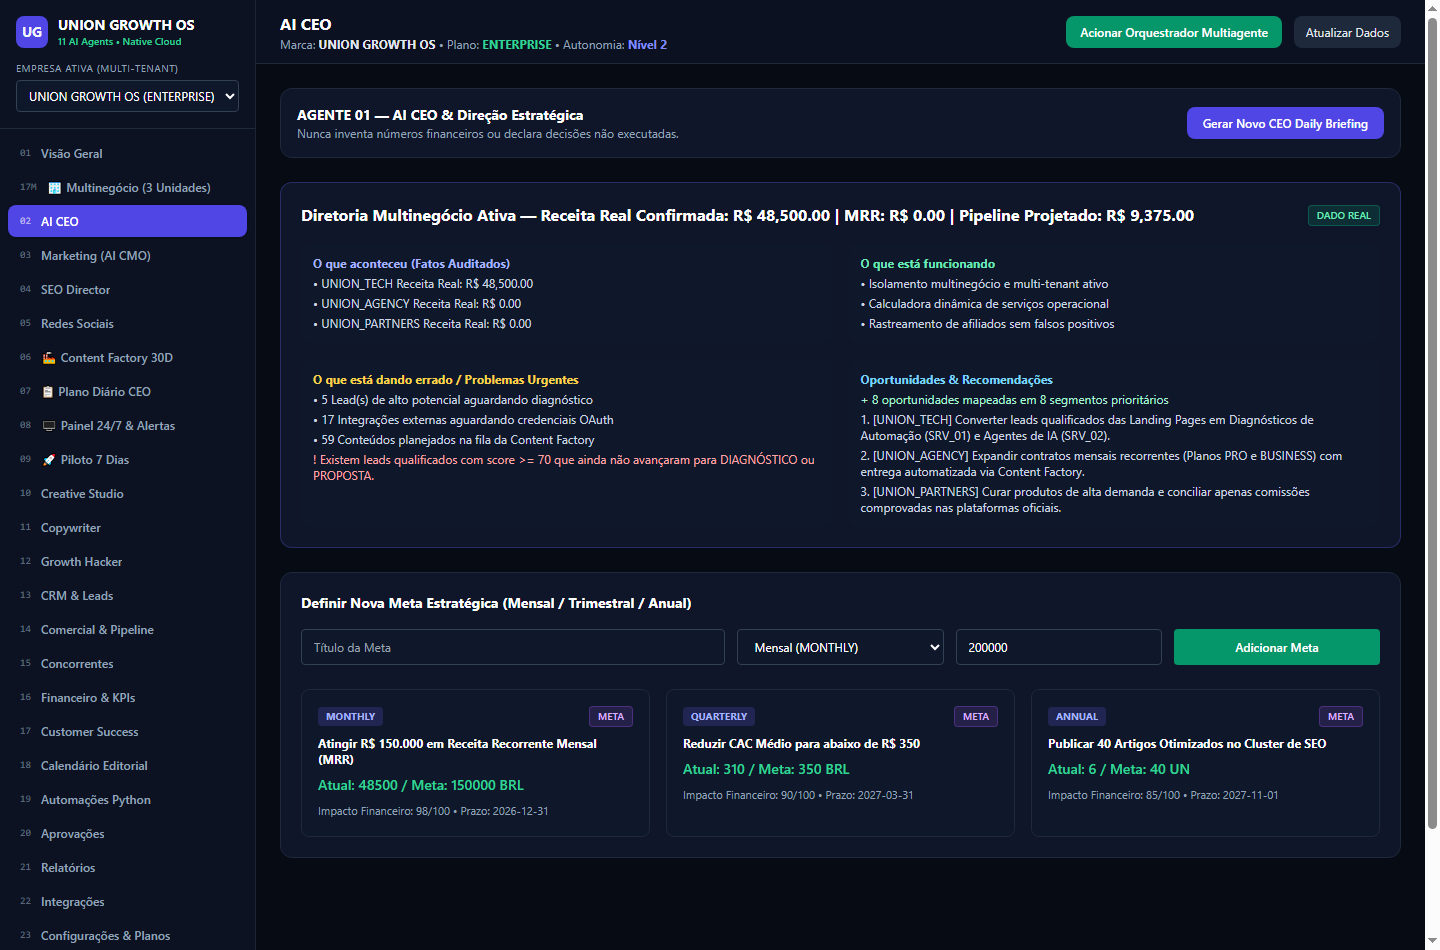 UG
UNION GROWTH OS
11 AI Agents • Native Cloud
EMPRESA ATIVA (MULTI-TENANT)
UNION GROWTH OS (ENTERPRISE)
01 Visão Geral
17M Multinegócio (3 Unidades)
02 AI CEO
03 Marketing (AI CMO)
04 SEO Director
05 Redes Sociais
06 Content Factory 30D
07 Plano Diário CEO
08 Painel 24/7 & Alertas
09 Piloto 7 Dias
10 Creative Studio
11 Copywriter
12 Growth Hacker
13 CRM & Leads
14 Comercial & Pipeline
15 Concorrentes
16 Financeiro & KPIs
17 Customer Success
18 Calendário Editorial
19 Automações Python
20 Aprovações
21 Relatórios
22 Integrações
23 Configurações & Planos
AI CEO
Marca: UNION GROWTH OS • Plano: ENTERPRISE • Autonomia: Nível 2
Acionar Orquestrador Multiagente
Atualizar Dados
AGENTE 01 — AI CEO & Direção Estratégica
Nunca inventa números financeiros ou declara decisões não executadas.
Gerar Novo CEO Daily Briefing
Diretoria Multinegócio Ativa — Receita Real Confirmada: R$ 48,500.00 | MRR: R$ 0.00 | Pipeline Projetado: R$ 9,375.00
DADO REAL
O que aconteceu (Fatos Auditados)
• UNION_TECH Receita Real: R$ 48,500.00
• UNION_AGENCY Receita Real: R$ 0.00
• UNION_PARTNERS Receita Real: R$ 0.00
O que está funcionando
• Isolamento multinegócio e multi-tenant ativo
• Calculadora dinâmica de serviços operacional
• Rastreamento de afiliados sem falsos positivos
O que está dando errado / Problemas Urgentes
• 5 Lead(s) de alto potencial aguardando diagnóstico
• 17 Integrações externas aguardando credenciais OAuth
• 59 Conteúdos planejados na fila da Content Factory
! Existem leads qualificados com score >= 70 que ainda não avançaram para DIAGNÓSTICO ou
PROPOSTA.
Oportunidades & Recomendações
+ 8 oportunidades mapeadas em 8 segmentos prioritários
1. [UNION_TECH] Converter leads qualificados das Landing Pages em Diagnósticos de
Automação (SRV_01) e Agentes de IA (SRV_02).
2. [UNION_AGENCY] Expandir contratos mensais recorrentes (Planos PRO e BUSINESS) com
entrega automatizada via Content Factory.
3. [UNION_PARTNERS] Curar produtos de alta demanda e conciliar apenas comissões
comprovadas nas plataformas oficiais.
Definir Nova Meta Estratégica (Mensal / Trimestral / Anual)
Título da Meta
Mensal (MONTHLY)
200000
Adicionar Meta
MONTHLY
META
Atingir R$ 150.000 em Receita Recorrente Mensal
(MRR)
Atual: 48500 / Meta: 150000 BRL
Impacto Financeiro: 98/100 • Prazo: 2026-12-31
QUARTERLY
META
Reduzir CAC Médio para abaixo de R$ 350
Atual: 310 / Meta: 350 BRL
Impacto Financeiro: 90/100 • Prazo: 2027-03-31
ANNUAL
META
Publicar 40 Artigos Otimizados no Cluster de SEO
Atual: 6 / Meta: 40 UN
Impacto Financeiro: 85/100 • Prazo: 2027-11-01